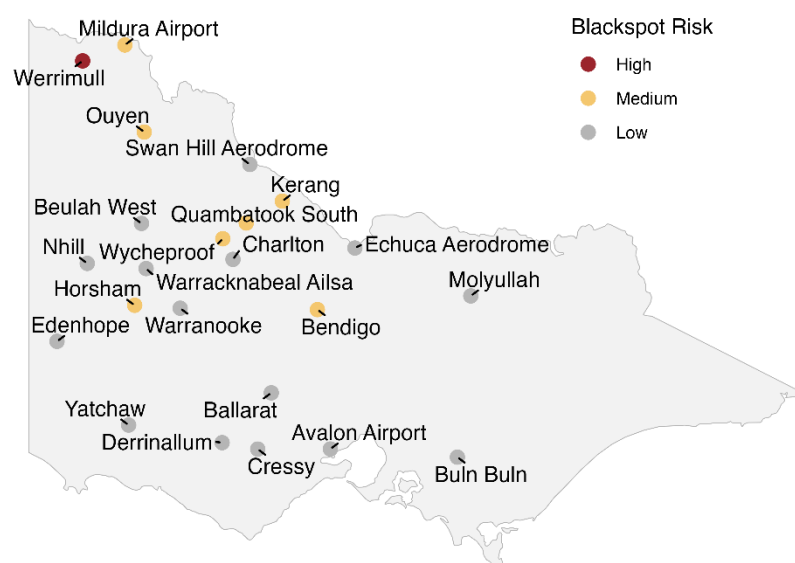 Mildura Airport
Blackspot Risk
Werrimull
High
Medium
Ouyen
Low
Swan Hill Aerodrome
Kerang
Beulah West
Quambatook South
Nhill
Wycheproof
Charlton
Echuca Aerodrome
Warracknabeal Ailsa
Molyullah
Horsham
Edenhope
Warranooke
Bendigo
Yatchaw
Ballarat
Derrinallum
Avalon Airport
Cressy
Buln Buln